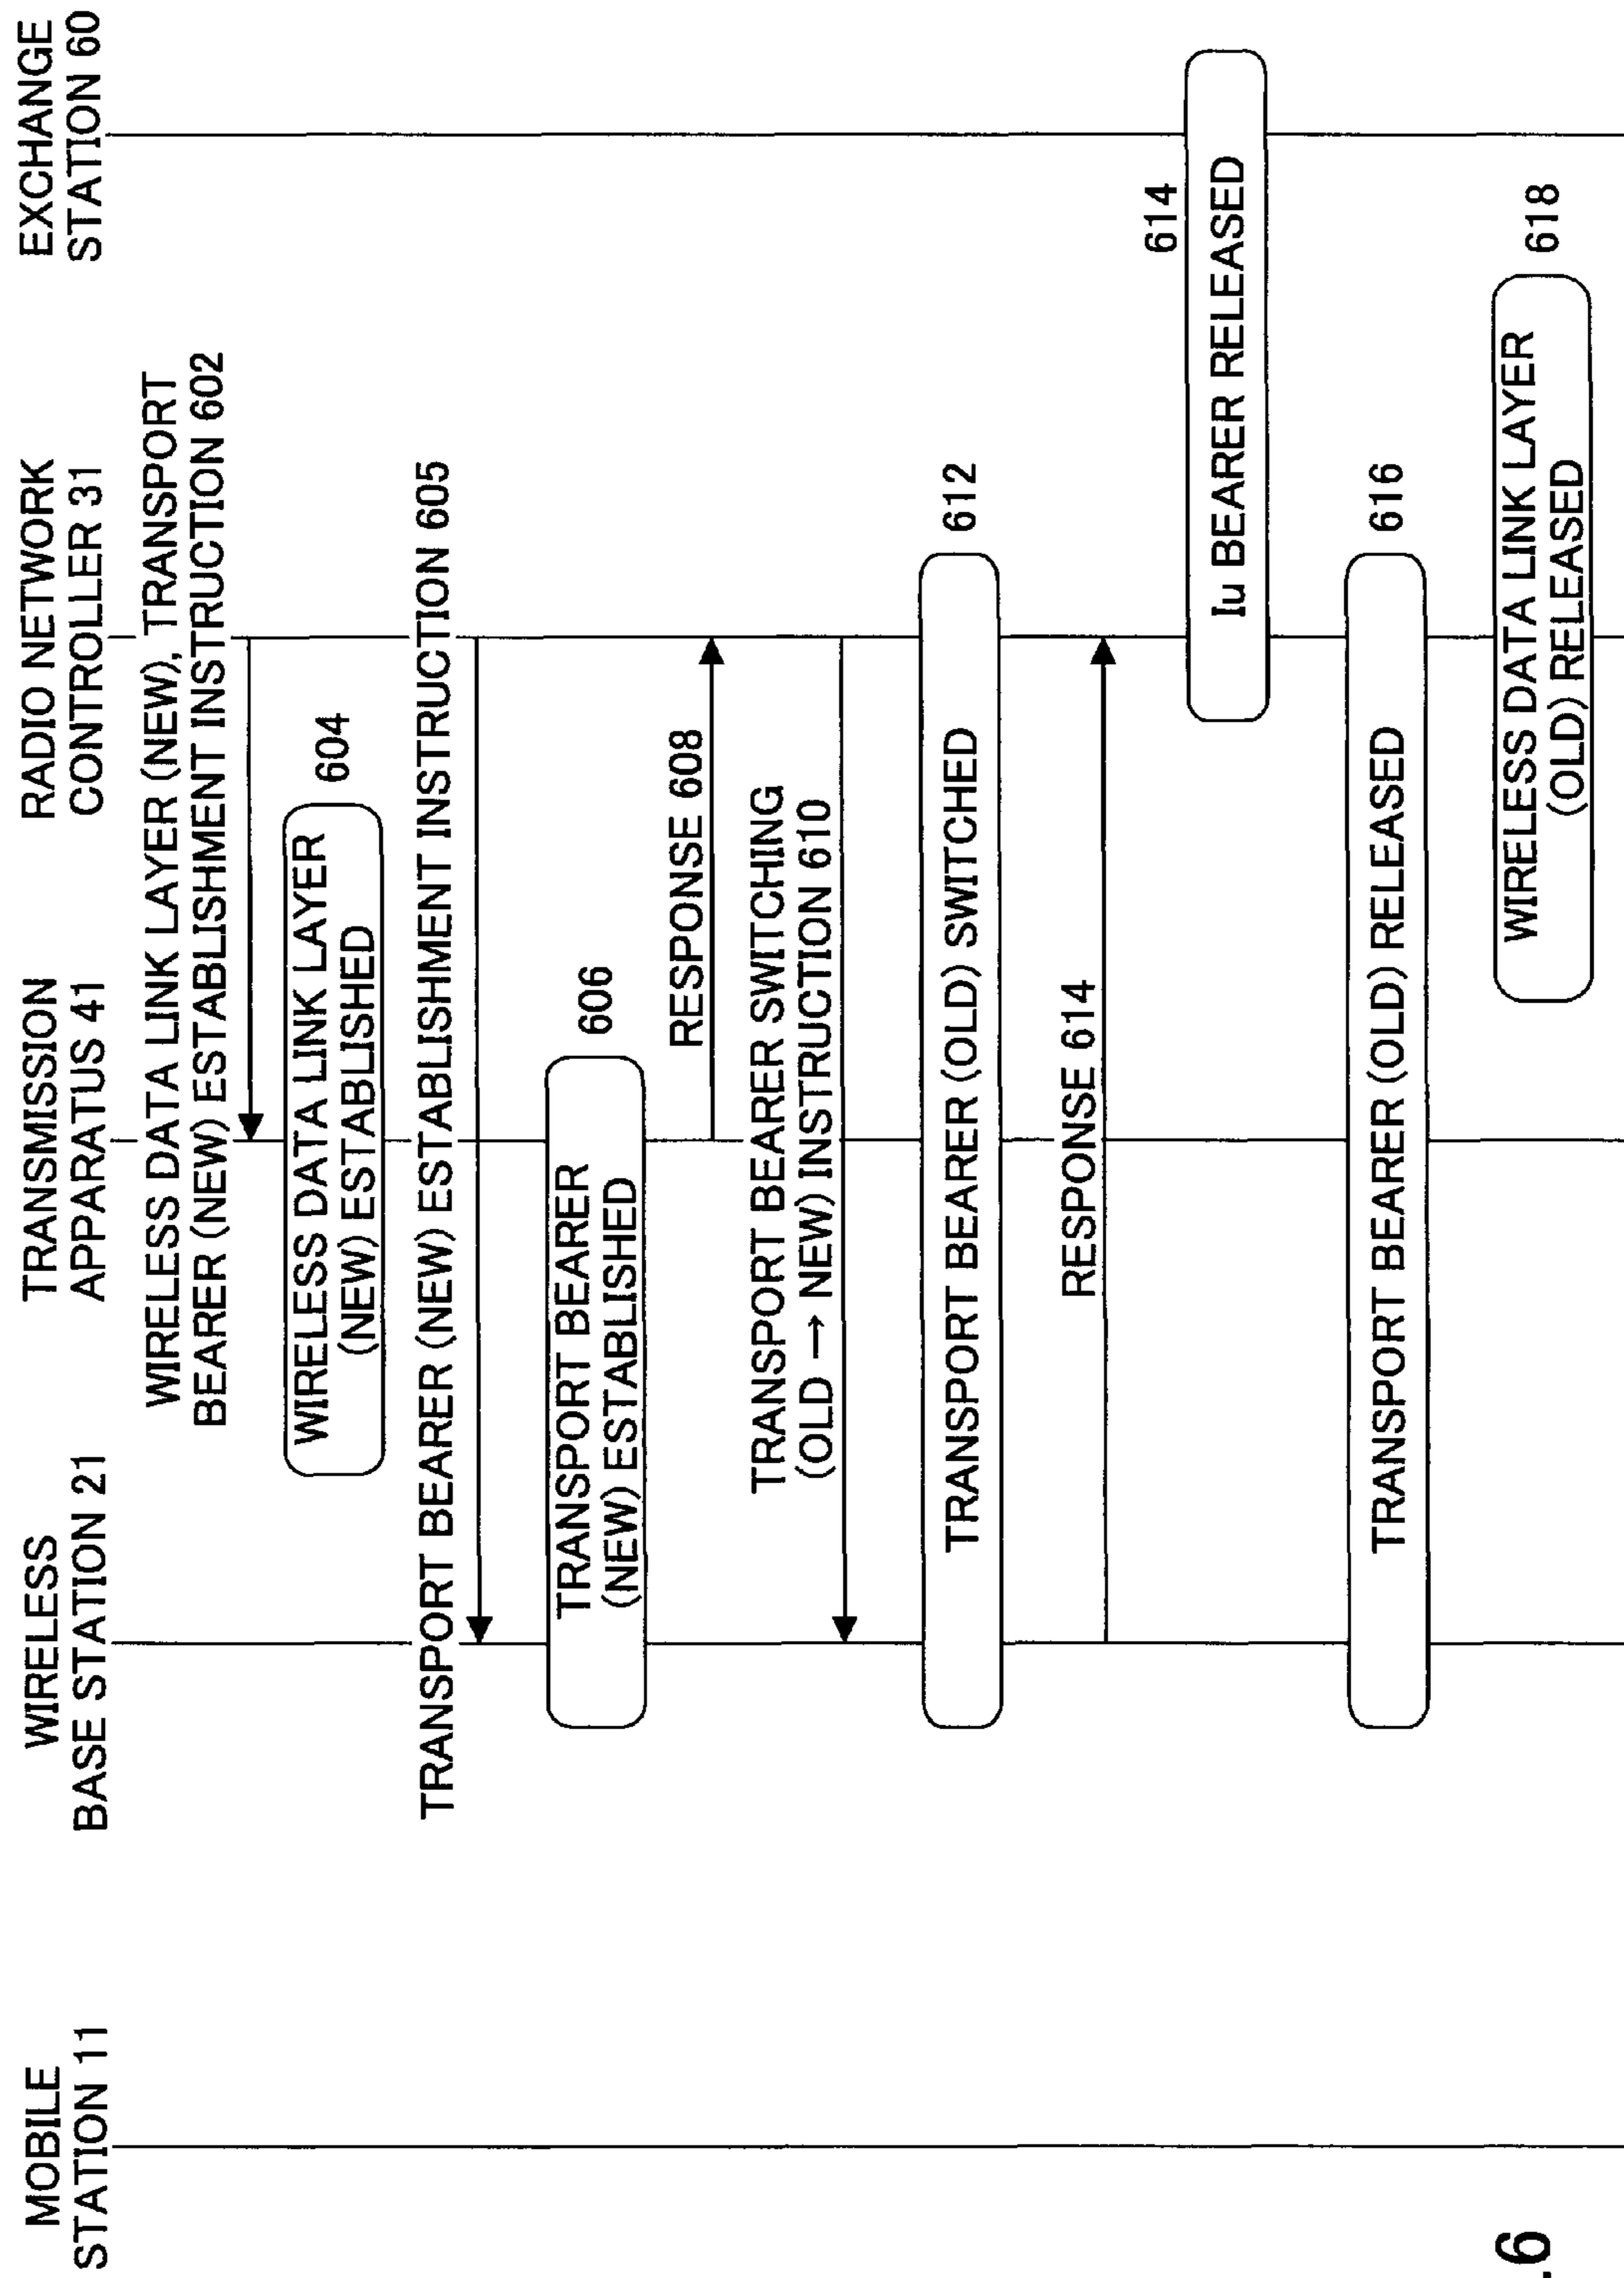 MOBILE
STATION 11
WIRELESS
BASE STATION 21
TRANSMISSION
APPARATUS 41
RADIO NETWORK
CONTROLLER 31
EXCHANGE
STATION 60
WIRELESS DATA LINK LAYER (NEW), TRANSPORT
BEARER (NEW) ESTABLISHMENT INSTRUCTION 602
WIRELESS DATA LINK LAYER
(NEW) ESTABLISHED
604
TRANSPORT BEARER (NEW) ESTABLISHMENT INSTRUCTION 605
TRANSPORT BEARER
(NEW) ESTABLISHED
606
RESPONSE 608
TRANSPORT BEARER SWITCHING
(OLD → NEW) INSTRUCTION 610
TRANSPORT BEARER (OLD) SWITCHED
612
RESPONSE 614
614
Iu BEARER RELEASED
TRANSPORT BEARER (OLD) RELEASED
616
WIRELESS DATA LINK LAYER
(OLD) RELEASED
618
.6